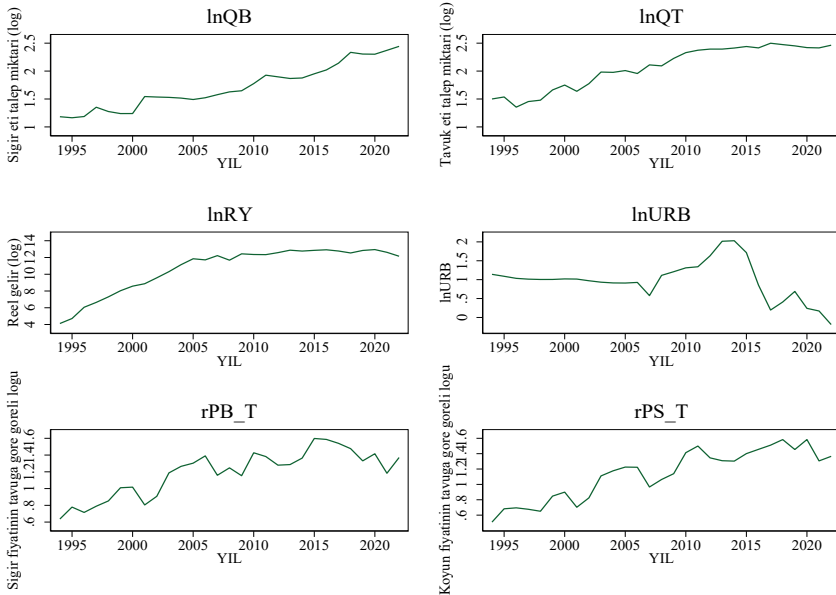 lnQB
Sigir eti talep miktari (log)
2.5
2
1.5
1
1995 2000 2005 2010 2015 2020
YIL
lnQT
Tavuk eti talep miktari (log)
2.5
2
1.5
1
1995 2000 2005 2010 2015 2020
YIL
lnRY
Reel gelir (log)
14
12
10
8
6
4
1995 2000 2005 2010 2015 2020
YIL
lnURB
lnURB
2
1.5
1
.5
0
1995 2000 2005 2010 2015 2020
YIL
rPB_T
Sigir fiyatinin tavuga gore goreli logu
1.6
1.4
1.2
1
.8
.6
1995 2000 2005 2010 2015 2020
YIL
rPS_T
Koyun fiyatinin tavuga gore goreli logu
1.6
1.4
1.2
1
.8
.6
1995 2000 2005 2010 2015 2020
YIL